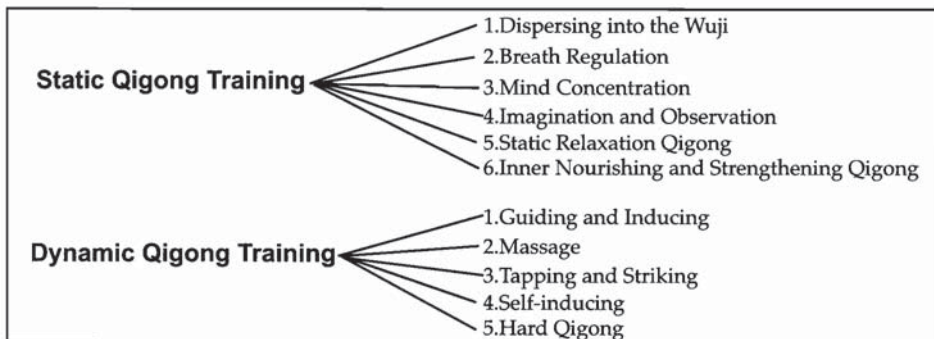 Static Qigong Training
1.Dispersing into the Wuji
2.Breath Regulation
3.Mind Concentration
4.Imagination and Observation
5.Static Relaxation Qigong
6.Inner Nourishing and Strengthening Qigong
Dynamic Qigong Training
1.Guiding and Inducing
2.Massage
3.Tapping and Striking
4.Self-inducing
5.Hard Qigong